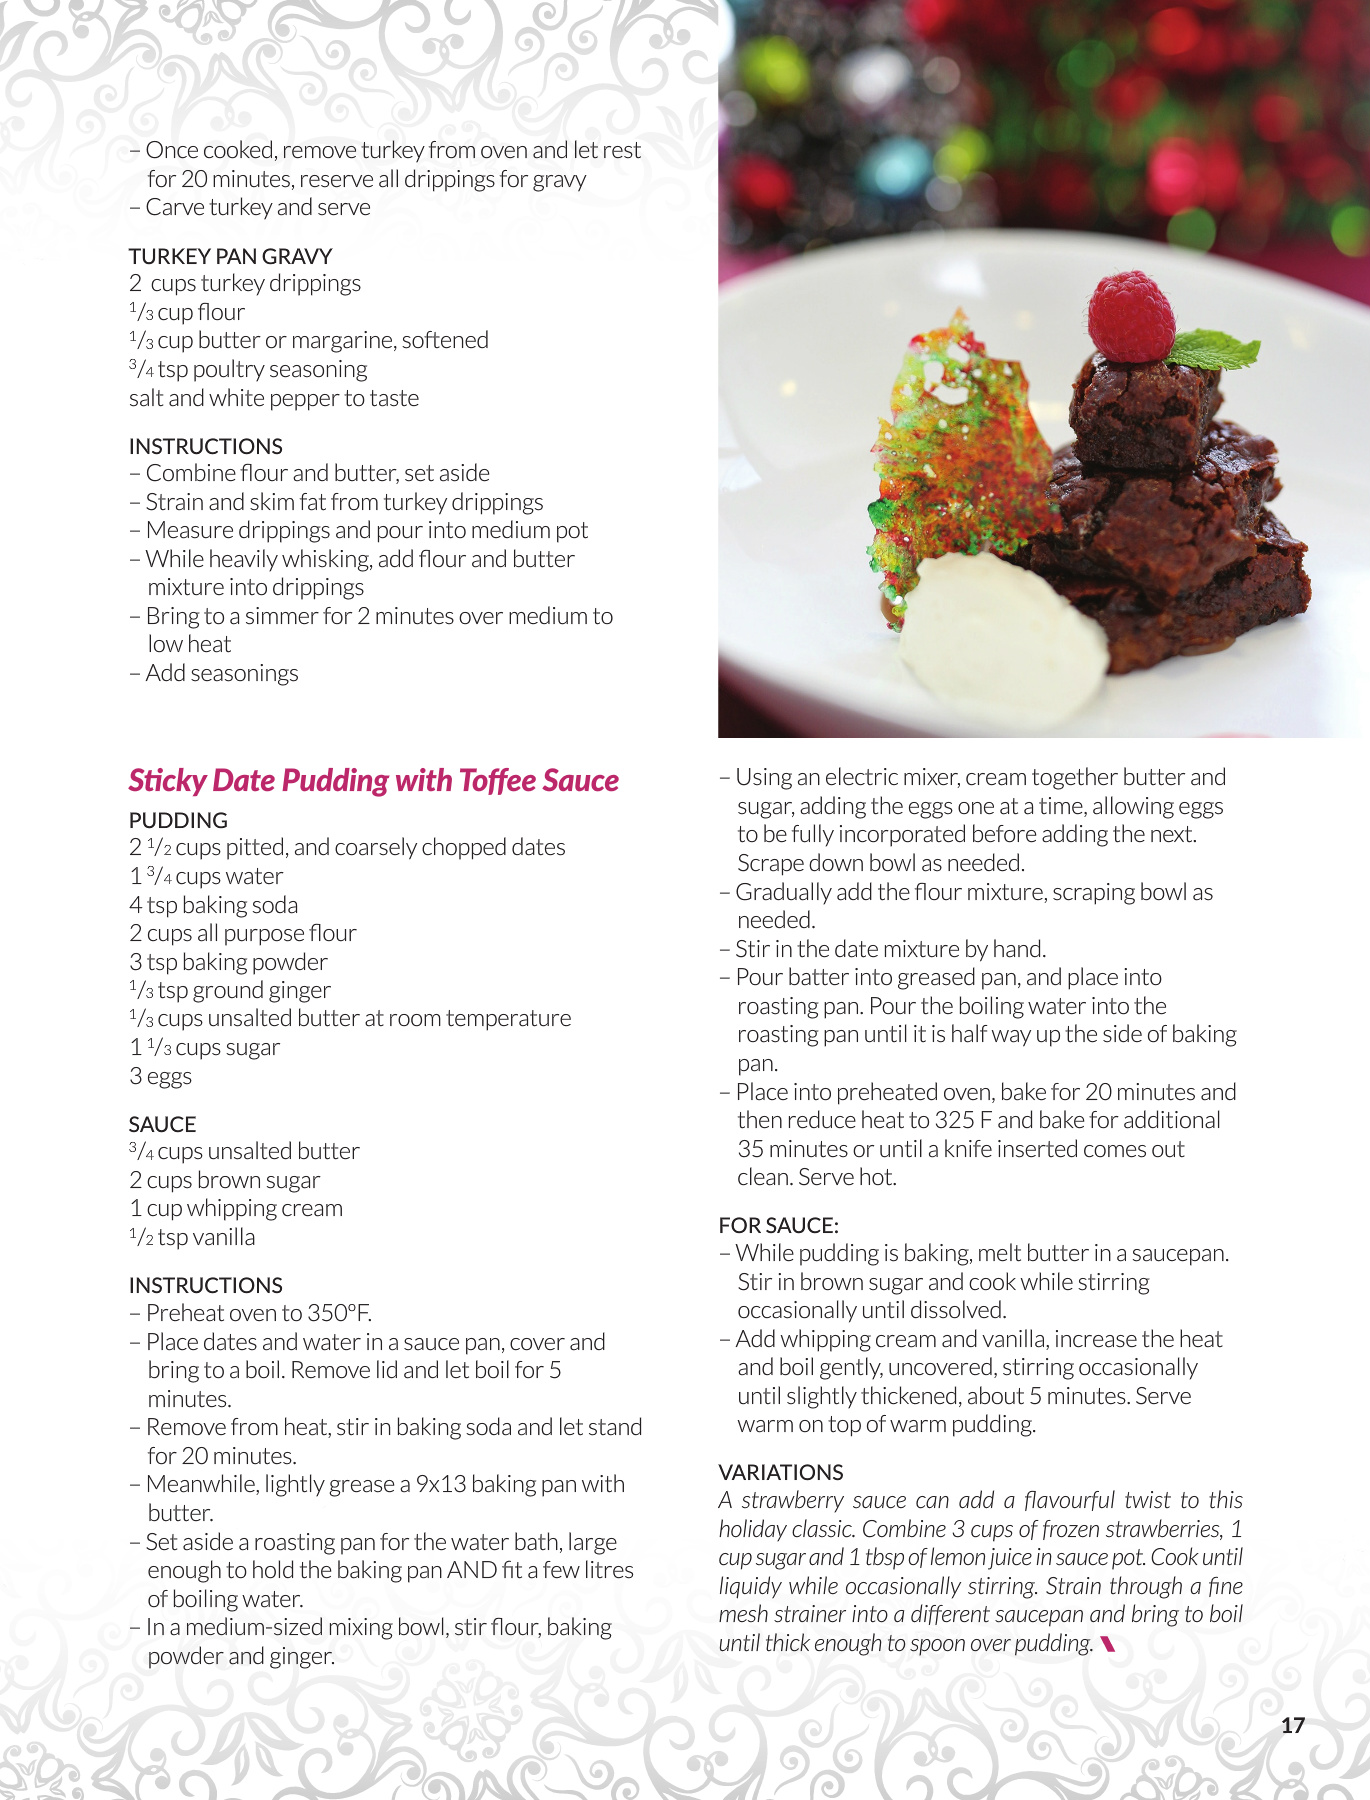 – Once cooked, remove turkey from oven and let rest
for 20 minutes, reserve all drippings for gravy
– Carve turkey and serve
TURKEY PAN GRAVY
2 cups turkey drippings
1/3 cup flour
1/3 cup butter or margarine, softened
3/4 tsp poultry seasoning
salt and white pepper to taste
INSTRUCTIONS
– Combine flour and butter, set aside
– Strain and skim fat from turkey drippings
– Measure drippings and pour into medium pot
– While heavily whisking, add flour and butter
mixture into drippings
– Bring to a simmer for 2 minutes over medium to
low heat
– Add seasonings
Sticky Date Pudding with Toffee Sauce
PUDDING
2 1/2 cups pitted, and coarsely chopped dates
1 3/4 cups water
4 tsp baking soda
2 cups all purpose flour
3 tsp baking powder
1/3 tsp ground ginger
1/3 cups unsalted butter at room temperature
1 1/3 cups sugar
3 eggs
SAUCE
3/4 cups unsalted butter
2 cups brown sugar
1 cup whipping cream
1/2 tsp vanilla
INSTRUCTIONS
– Preheat oven to 350°F.
– Place dates and water in a sauce pan, cover and
bring to a boil. Remove lid and let boil for 5
minutes.
– Remove from heat, stir in baking soda and let stand
for 20 minutes.
– Meanwhile, lightly grease a 9x13 baking pan with
butter.
– Set aside a roasting pan for the water bath, large
enough to hold the baking pan AND fit a few litres
of boiling water.
– In a medium-sized mixing bowl, stir flour, baking
powder and ginger.
– Using an electric mixer, cream together butter and
sugar, adding the eggs one at a time, allowing eggs
to be fully incorporated before adding the next.
Scrape down bowl as needed.
– Gradually add the flour mixture, scraping bowl as
needed.
– Stir in the date mixture by hand.
– Pour batter into greased pan, and place into
roasting pan. Pour the boiling water into the
roasting pan until it is half way up the side of baking
pan.
– Place into preheated oven, bake for 20 minutes and
then reduce heat to 325 F and bake for additional
35 minutes or until a knife inserted comes out
clean. Serve hot.
FOR SAUCE:
– While pudding is baking, melt butter in a saucepan.
Stir in brown sugar and cook while stirring
occasionally until dissolved.
– Add whipping cream and vanilla, increase the heat
and boil gently, uncovered, stirring occasionally
until slightly thickened, about 5 minutes. Serve
warm on top of warm pudding.
VARIATIONS
A strawberry sauce can add a flavourful twist to this
holiday classic. Combine 3 cups of frozen strawberries, 1
cup sugar and 1 tbsp of lemon juice in sauce pot. Cook until
liquidy while occasionally stirring. Strain through a fine
mesh strainer into a different saucepan and bring to boil
until thick enough to spoon over pudding.
17